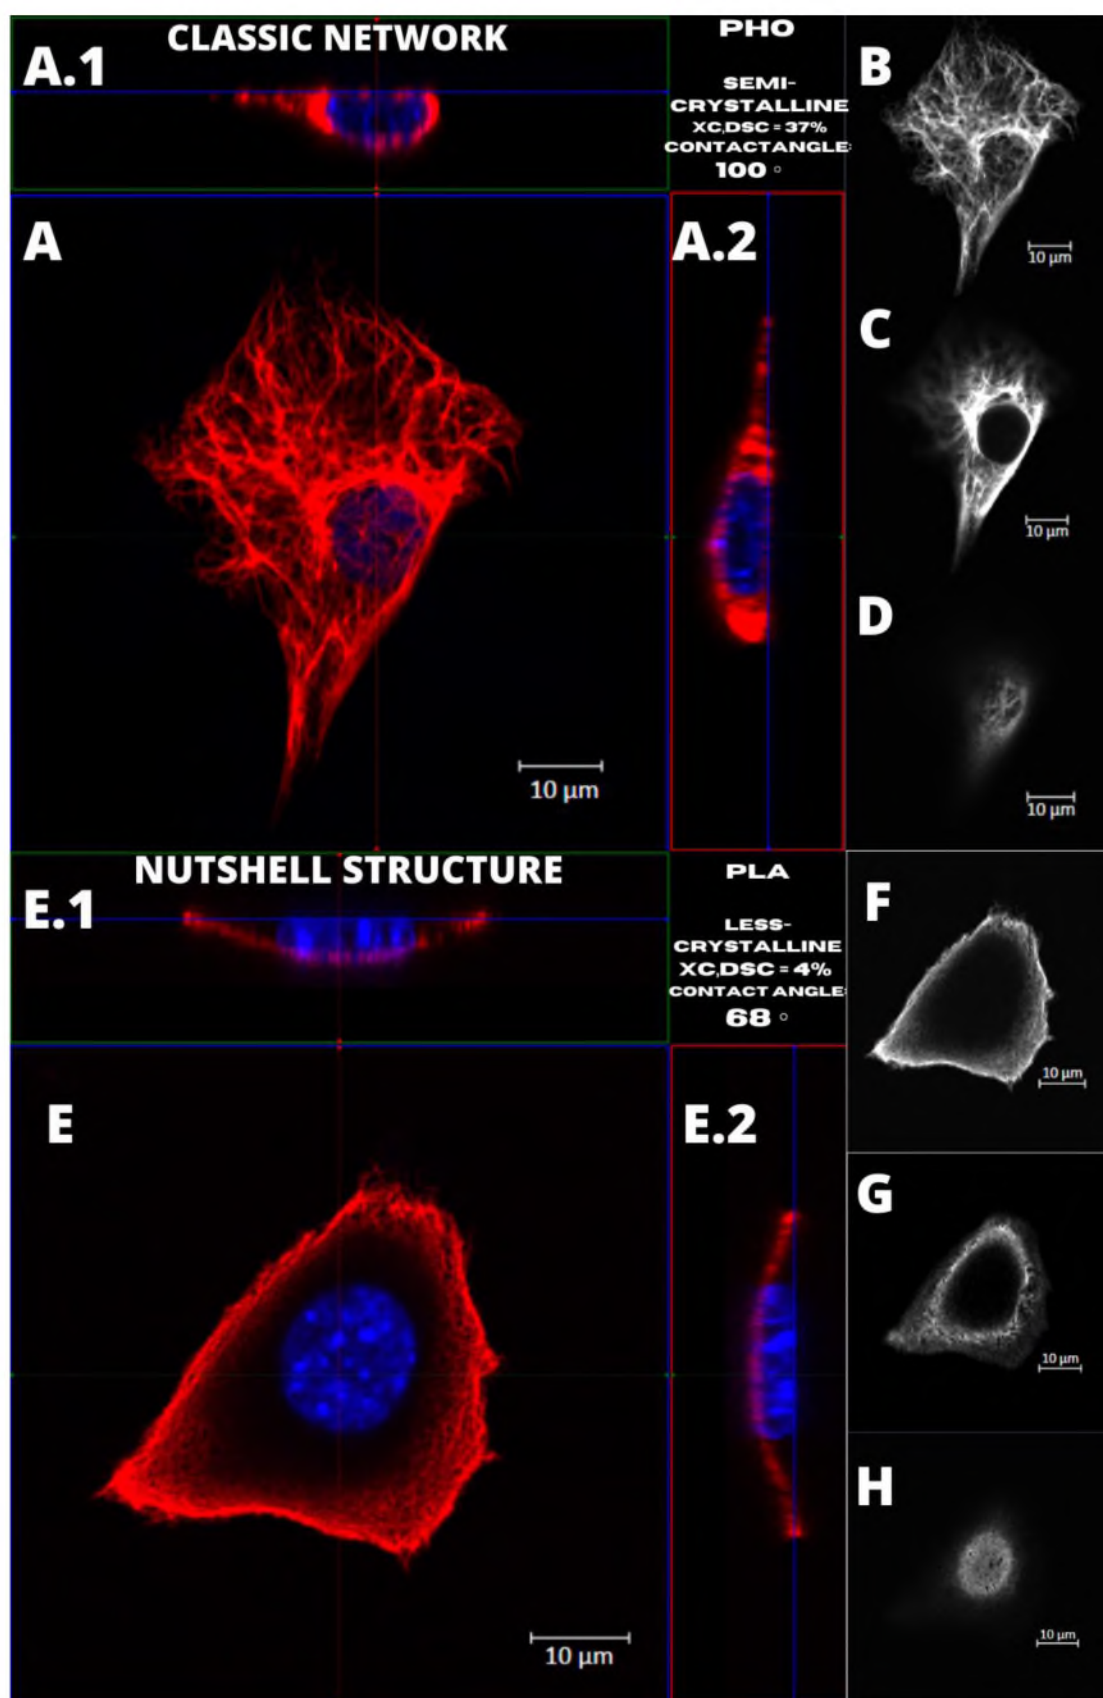 CLASSIC NETWORK
A.1
PHO
SEMI-
CRYSTALLINE
XC,DSC = 37%
CONTACTANGLE:
100 °
B
10 µm
A
A.2
C
10 µm
D
10 µm
10 µm
NUTSHELL STRUCTURE
E.1
PLA
LESS-
CRYSTALLINE
XC,DSC = 4%
CONTACT ANGLE:
68 °
F
10 µm
E
E.2
G
10 µm
H
10 µm
10 µm